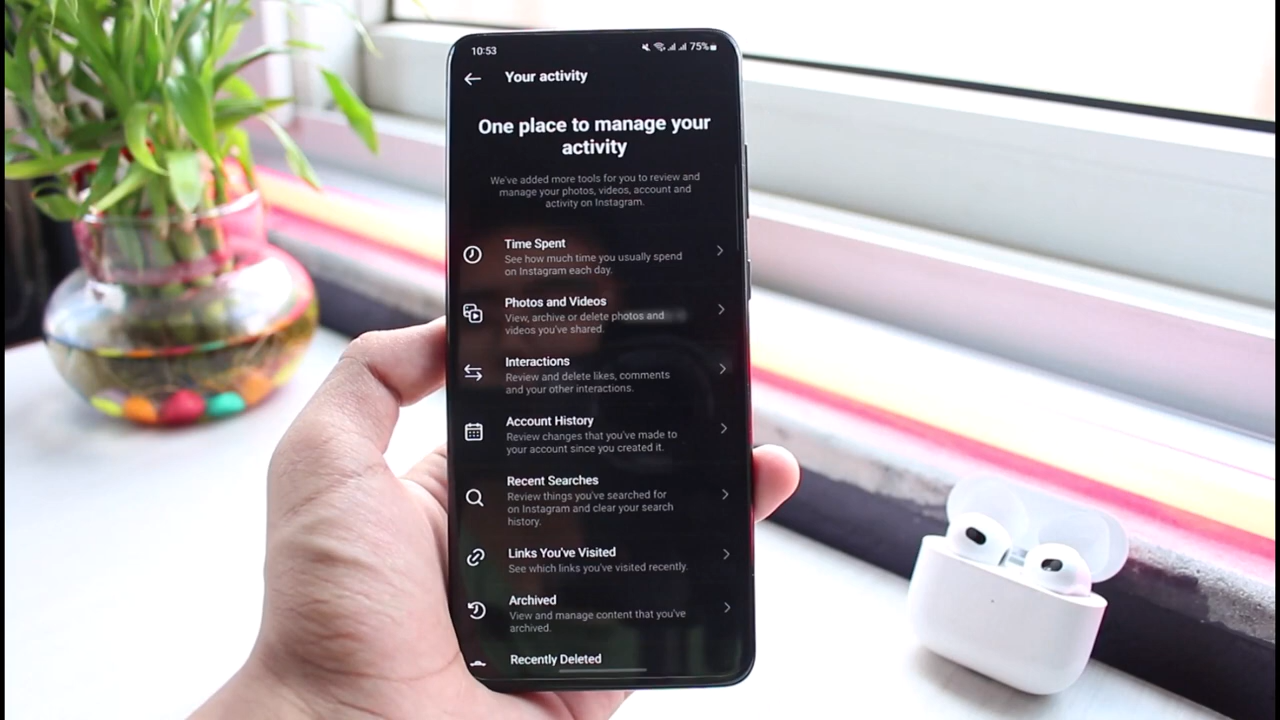 10:53
75%
Your activity
One place to manage your
activity
We've added more tools for you to review and
manage your photos, videos, account and
activity on Instagram.
Time Spent
See how much time you usually spend
on Instagram each day.
Photos and Videos
View, archive or delete photos and
videos you've shared.
Interactions
Review and delete likes, comments
and your other interactions.
Account History
Review changes that you've made to
your account since you created it.
Recent Searches
Review things you've searched for
on Instagram and clear your search
history.
Links You've Visited
See which links you've visited recently.
Archived
View and manage content that you've
archived.
Recently Deleted